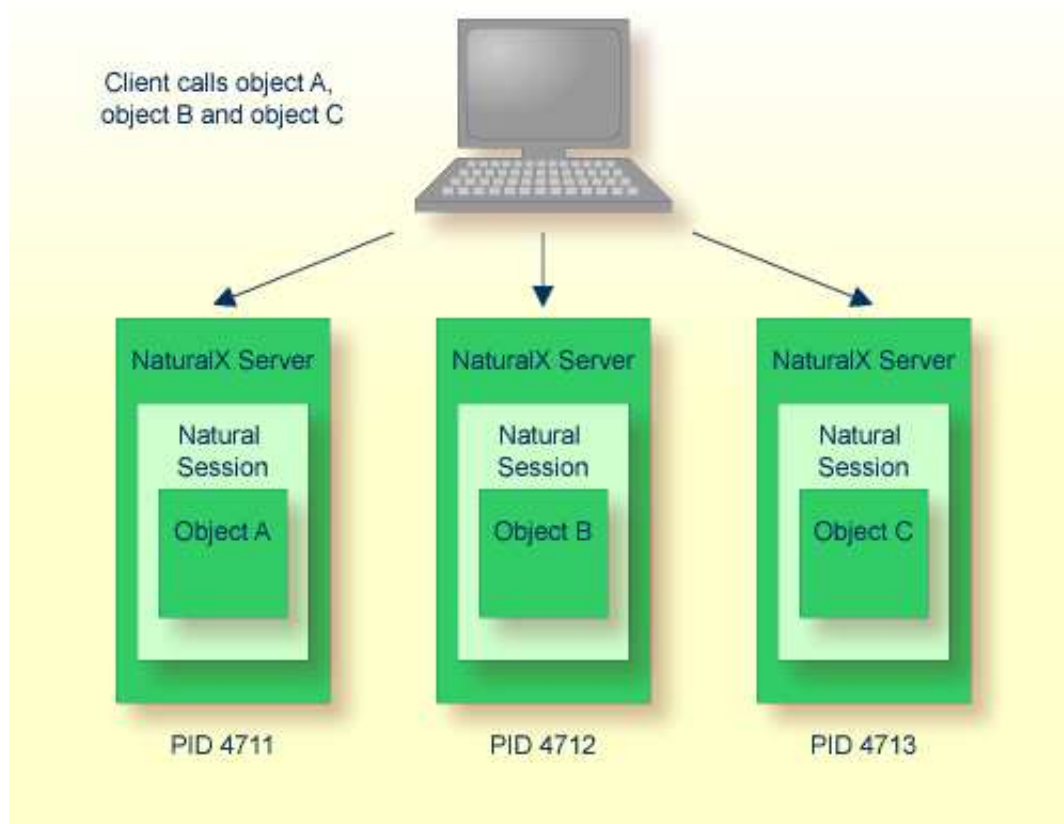 Client calls object A,
object B and object C
NaturalX Server
NaturalX Server
NaturalX Server
Natural
Session
Natural
Session
Natural
Session
Object A
Object B
Object C
PID 4711
PID 4712
PID 4713